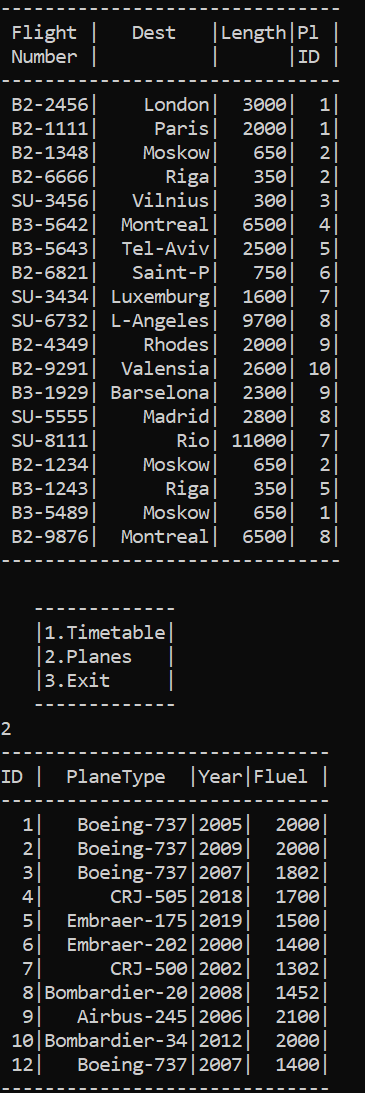 ---------------------------------
 Flight |   Dest   |Length|Pl |
 Number |          |      |ID |
---------------------------------
 B2-2456|    London|  3000|  1|
 B2-1111|     Paris|  2000|  1|
 B2-1348|    Moskow|   650|  2|
 B2-6666|      Riga|   350|  2|
 SU-3456|   Vilnius|   300|  3|
 B3-5642|  Montreal|  6500|  4|
 B3-5643|  Tel-Aviv|  2500|  5|
 B2-6821|   Saint-P|   750|  6|
 SU-3434| Luxemburg|  1600|  7|
 SU-6732| L-Angeles|  9700|  8|
 B2-4349|    Rhodes|  2000|  9|
 B2-9291|  Valensia|  2600| 10|
 B3-1929| Barselona|  2300|  9|
 SU-5555|    Madrid|  2800|  8|
 SU-8111|       Rio| 11000|  7|
 B2-1234|    Moskow|   650|  2|
 B3-1243|      Riga|   350|  5|
 B3-5489|    Moskow|   650|  1|
 B2-9876|  Montreal|  6500|  8|
---------------------------------
   -------------
   |1.Timetable|
   |2.Planes   |
   |3.Exit     |
   -------------
2
--------------------------------
ID |  PlaneType  |Year|Fluel |
--------------------------------
  1|   Boeing-737|2005|  2000|
  2|   Boeing-737|2009|  2000|
  3|   Boeing-737|2007|  1802|
  4|      CRJ-505|2018|  1700|
  5|  Embraer-175|2019|  1500|
  6|  Embraer-202|2000|  1400|
  7|      CRJ-500|2002|  1302|
  8|Bombardier-20|2008|  1452|
  9|   Airbus-245|2006|  2100|
 10|Bombardier-34|2012|  2000|
 12|   Boeing-737|2007|  1400|
--------------------------------